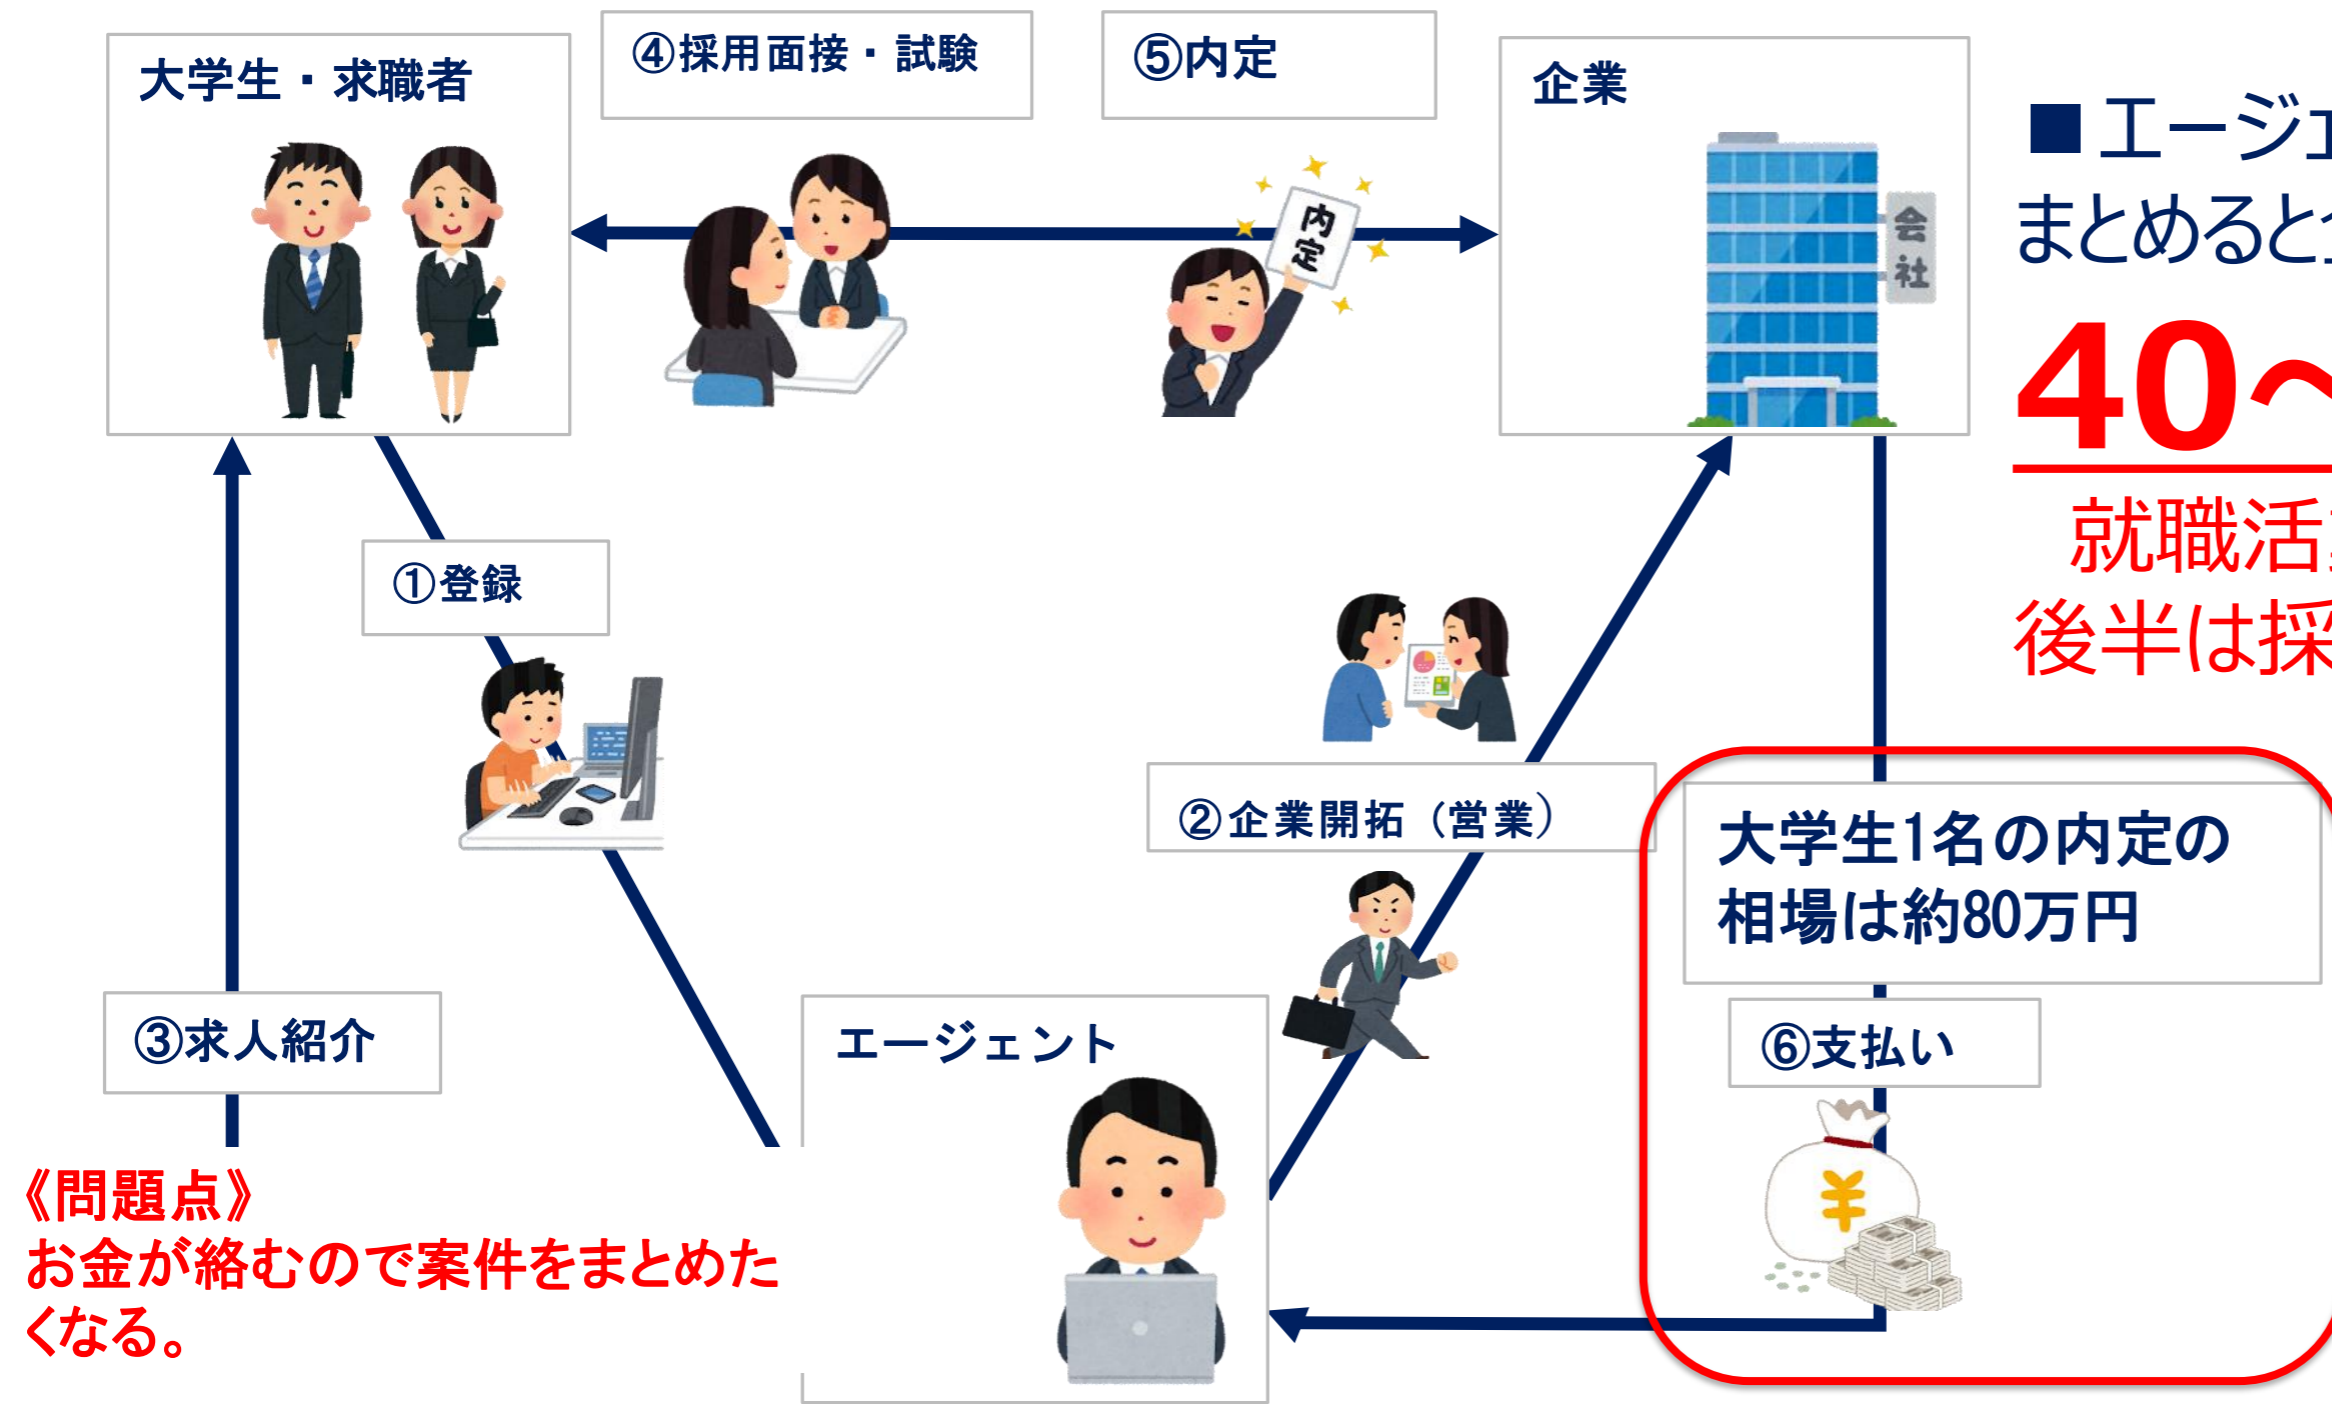 大学生・求職者
④採用面接・試験
⑤内定
企業
内定
会社
■エージェ
まとめると
40～
就職活
後半は採
①登録
②企業開拓（営業）
大学生1名の内定の
相場は約80万円
③求人紹介
エージェント
⑥支払い
¥
《問題点》
お金が絡むので案件をまとめた
くなる。